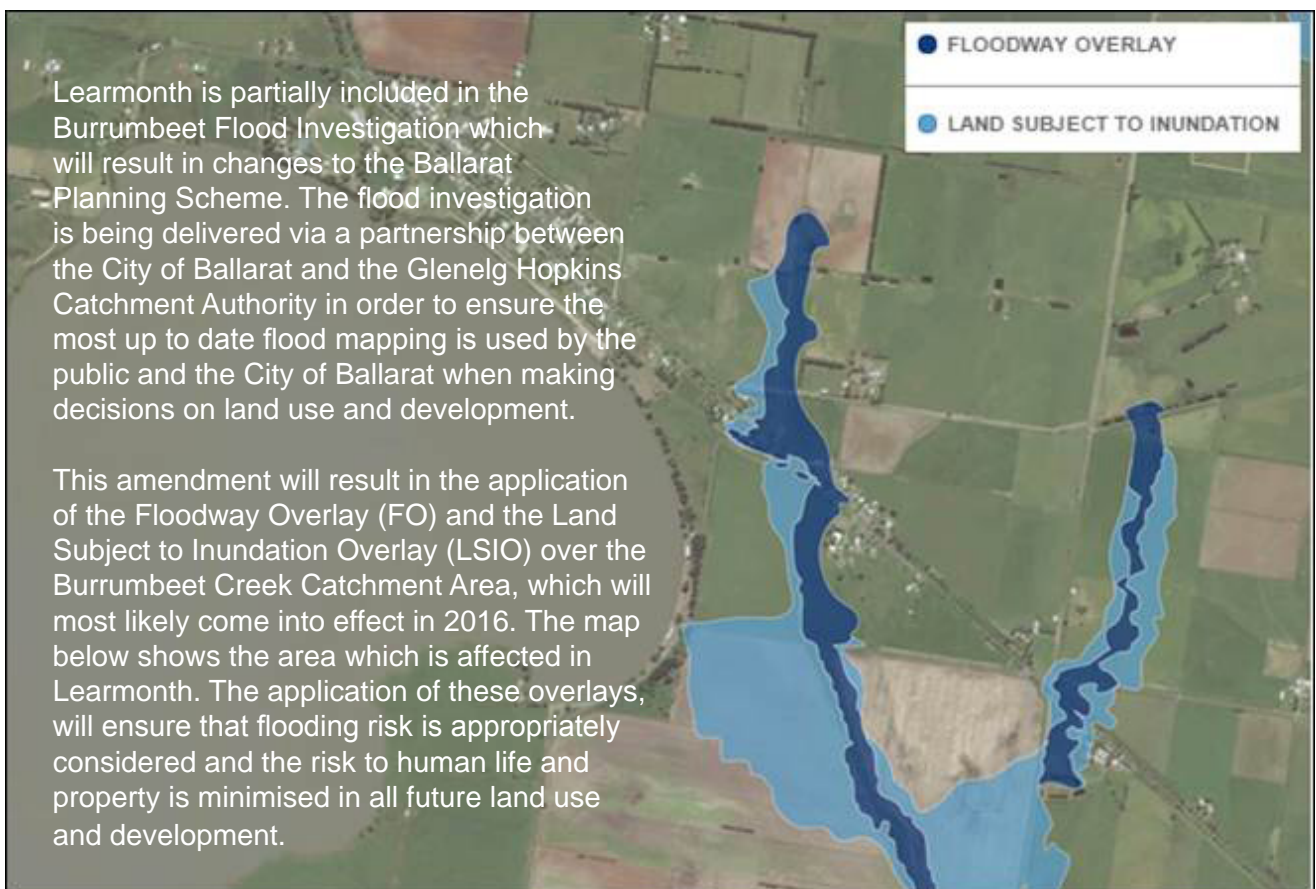 FLOODWAY OVERLAY
LAND SUBJECT TO INUNDATION
Learmonth is partially included in the
Burrumbeet Flood Investigation which
will result in changes to the Ballarat
Planning Scheme. The flood investigation
is being delivered via a partnership between
the City of Ballarat and the Glenelg Hopkins
Catchment Authority in order to ensure the
most up to date flood mapping is used by the
public and the City of Ballarat when making
decisions on land use and development.
This amendment will result in the application
of the Floodway Overlay (FO) and the Land
Subject to Inundation Overlay (LSIO) over the
Burrumbeet Creek Catchment Area, which will
most likely come into effect in 2016. The map
below shows the area which is affected in
Learmonth. The application of these overlays,
will ensure that flooding risk is appropriately
considered and the risk to human life and
property is minimised in all future land use
and development.